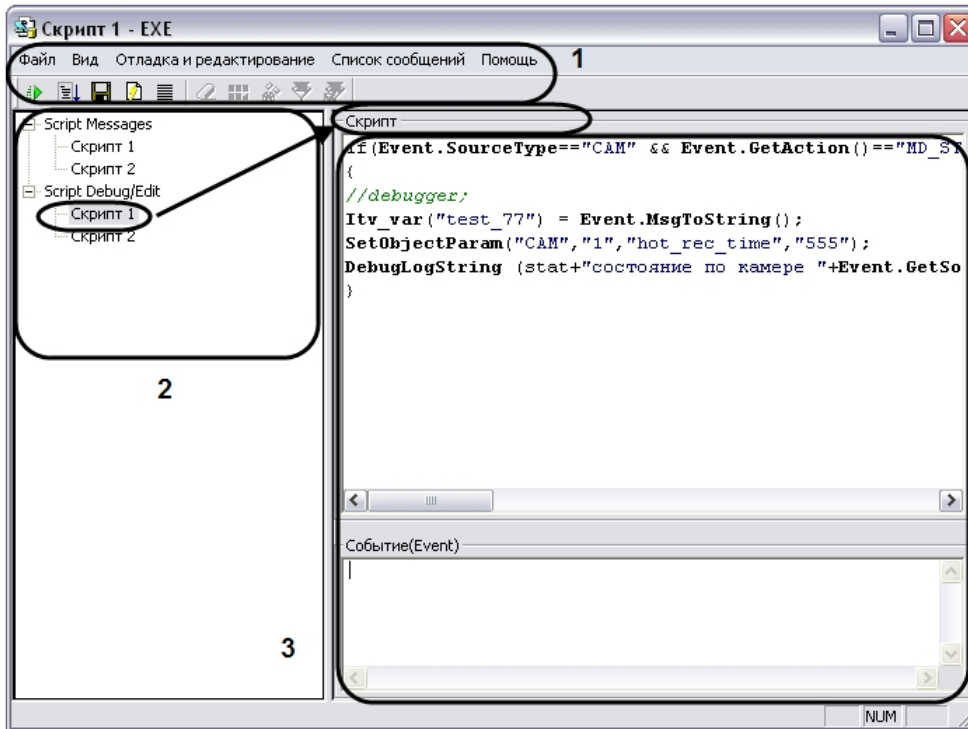 Скрипт 1 - EXE
Файл Вид Отладка и редактирование Список сообщений Помощь
1
Script Messages
Скрипт 1
Скрипт 2
Script Debug/Edit
Скрипт 1
Скрипт 2
2
3
Скрипт
if(Event.SourceType=="CAM" && Event.GetAction()=="MD_ST
{
//debugger;
Itv_var("test_77") = Event.MsgToString();
SetObjectParam("CAM","1","hot_rec_time","555");
DebugLogString (stat+"состояние по камере "+Event.GetSo
}
Событие(Event)
NUM